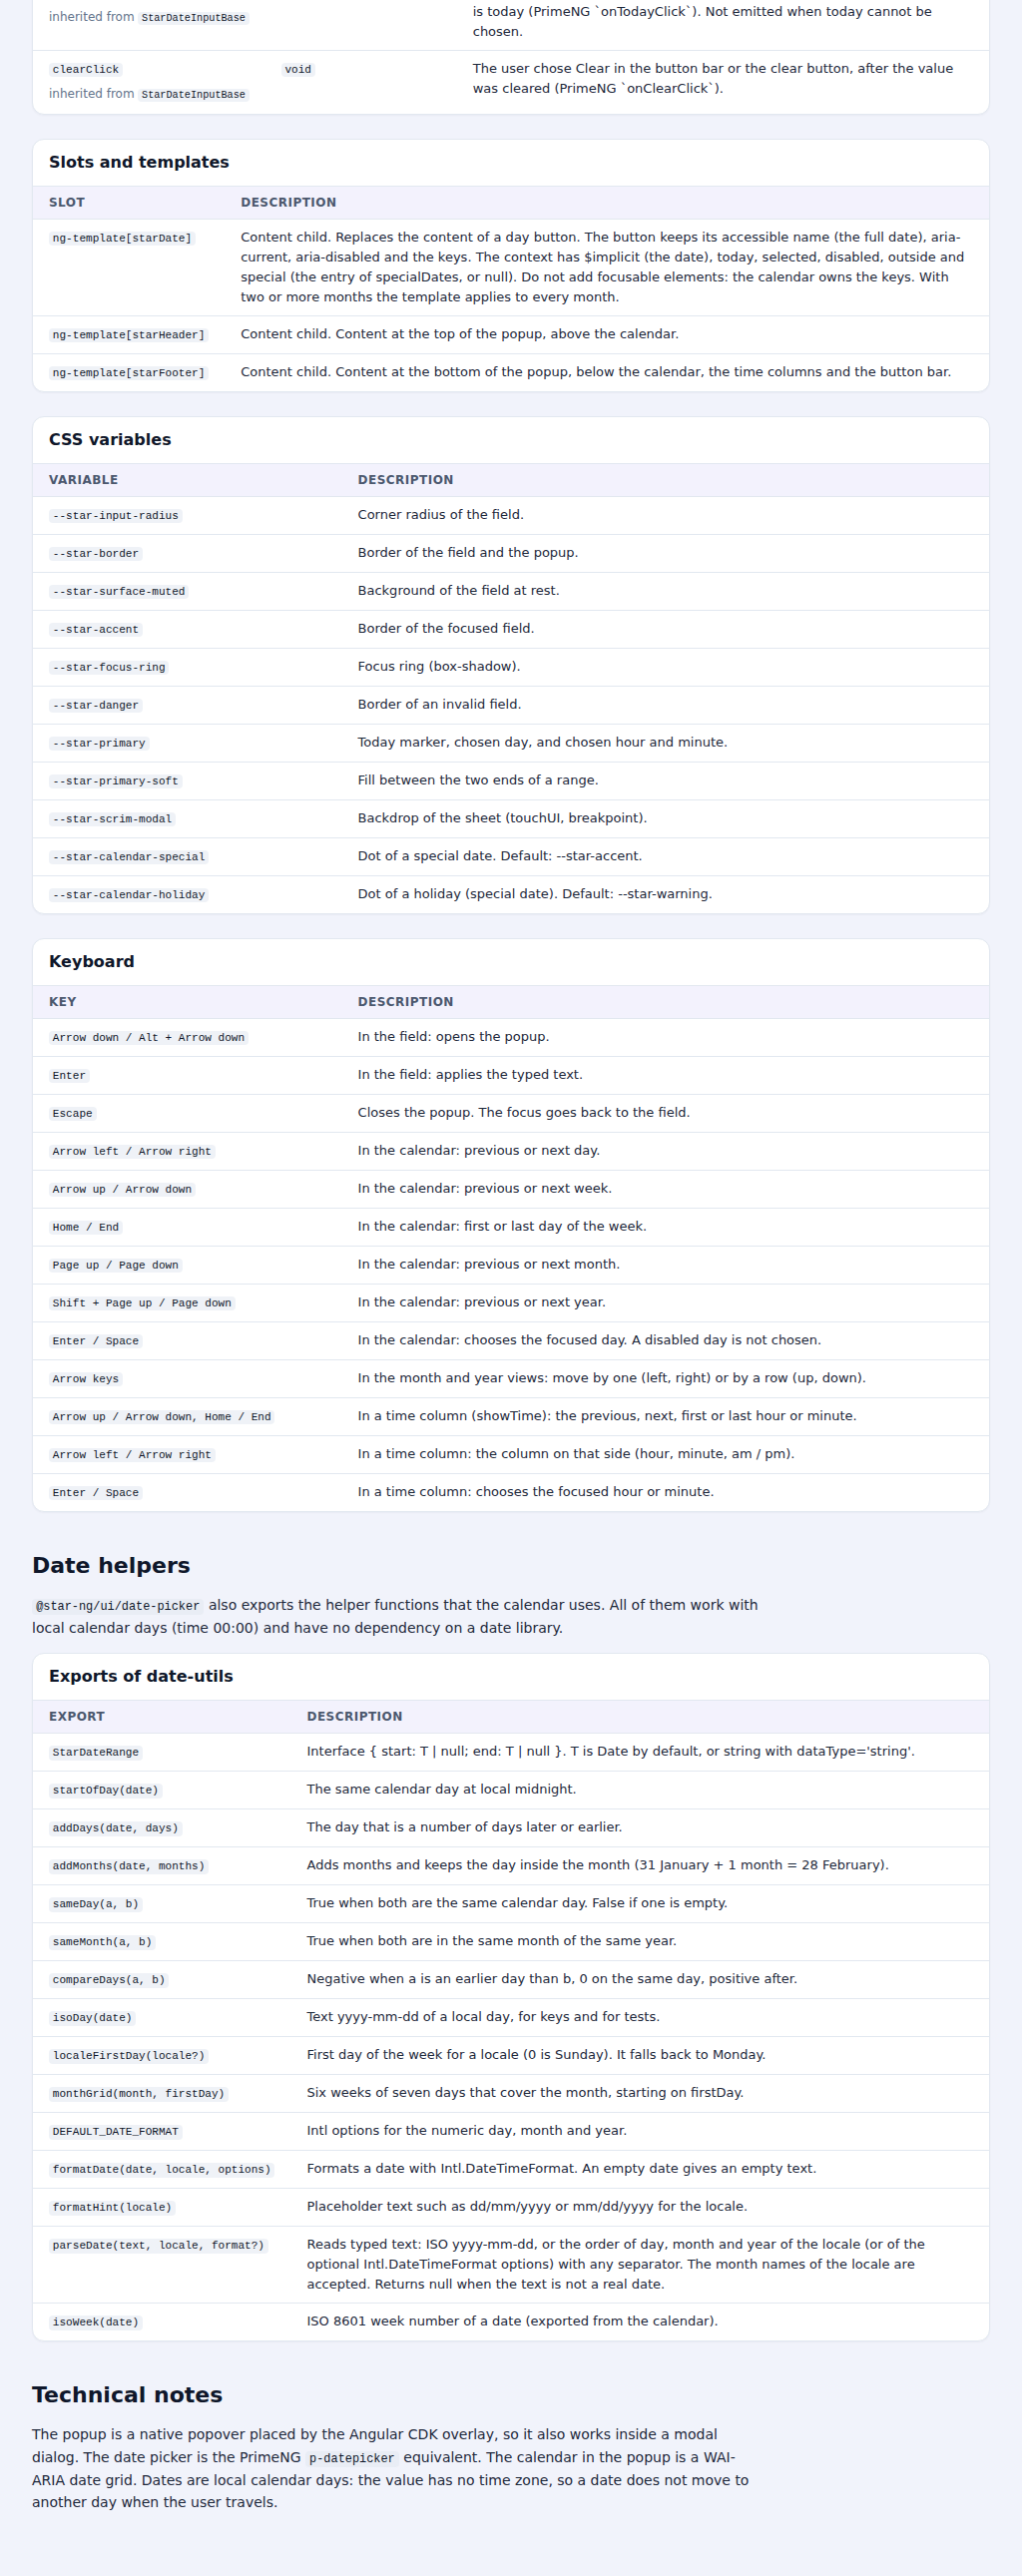 is today (PrimeNG `onTodayClick`). Not emitted when today cannot be
inherited from StarDateInputBase
chosen.
clearClick void The user chose Clear in the button bar or the clear button, after the value
was cleared (PrimeNG `onClearClick`).
inherited from StarDateInputBase
Slots and templates
SLOT DESCRIPTION
ng-template[starDate] Content child. Replaces the content of a day button. The button keeps its accessible name (the full date), aria-
current, aria-disabled and the keys. The context has $implicit (the date), today, selected, disabled, outside and
special (the entry of specialDates, or null). Do not add focusable elements: the calendar owns the keys. With
two or more months the template applies to every month.
ng-template[starHeader] Content child. Content at the top of the popup, above the calendar.
ng-template[starFooter] Content child. Content at the bottom of the popup, below the calendar, the time columns and the button bar.
CSS variables
VARIABLE DESCRIPTION
--star-input-radius Corner radius of the field.
--star-border Border of the field and the popup.
--star-surface-muted Background of the field at rest.
--star-accent Border of the focused field.
--star-focus-ring Focus ring (box-shadow).
--star-danger Border of an invalid field.
--star-primary Today marker, chosen day, and chosen hour and minute.
--star-primary-soft Fill between the two ends of a range.
--star-scrim-modal Backdrop of the sheet (touchUI, breakpoint).
--star-calendar-special Dot of a special date. Default: --star-accent.
--star-calendar-holiday Dot of a holiday (special date). Default: --star-warning.
Keyboard
KEY DESCRIPTION
Arrow down / Alt + Arrow down In the field: opens the popup.
Enter In the field: applies the typed text.
Escape Closes the popup. The focus goes back to the field.
Arrow left / Arrow right In the calendar: previous or next day.
Arrow up / Arrow down In the calendar: previous or next week.
Home / End In the calendar: first or last day of the week.
Page up / Page down In the calendar: previous or next month.
Shift + Page up / Page down In the calendar: previous or next year.
Enter / Space In the calendar: chooses the focused day. A disabled day is not chosen.
Arrow keys In the month and year views: move by one (left, right) or by a row (up, down).
Arrow up / Arrow down, Home / End In a time column (showTime): the previous, next, first or last hour or minute.
Arrow left / Arrow right In a time column: the column on that side (hour, minute, am / pm).
Enter / Space In a time column: chooses the focused hour or minute.
Date helpers
@star-ng/ui/date-picker also exports the helper functions that the calendar uses. All of them work with
local calendar days (time 00:00) and have no dependency on a date library.
Exports of date-utils
EXPORT DESCRIPTION
StarDateRange Interface { start: T | null; end: T | null }. T is Date by default, or string with dataType='string'.
startOfDay(date) The same calendar day at local midnight.
addDays(date, days) The day that is a number of days later or earlier.
addMonths(date, months) Adds months and keeps the day inside the month (31 January + 1 month = 28 February).
sameDay(a, b) True when both are the same calendar day. False if one is empty.
sameMonth(a, b) True when both are in the same month of the same year.
compareDays(a, b) Negative when a is an earlier day than b, 0 on the same day, positive after.
isoDay(date) Text yyyy-mm-dd of a local day, for keys and for tests.
localeFirstDay(locale?) First day of the week for a locale (0 is Sunday). It falls back to Monday.
monthGrid(month, firstDay) Six weeks of seven days that cover the month, starting on firstDay.
DEFAULT_DATE_FORMAT Intl options for the numeric day, month and year.
formatDate(date, locale, options) Formats a date with Intl.DateTimeFormat. An empty date gives an empty text.
formatHint(locale) Placeholder text such as dd/mm/yyyy or mm/dd/yyyy for the locale.
parseDate(text, locale, format?) Reads typed text: ISO yyyy-mm-dd, or the order of day, month and year of the locale (or of the
optional Intl.DateTimeFormat options) with any separator. The month names of the locale are
accepted. Returns null when the text is not a real date.
isoWeek(date) ISO 8601 week number of a date (exported from the calendar).
Technical notes
The popup is a native popover placed by the Angular CDK overlay, so it also works inside a modal
dialog. The date picker is the PrimeNG p-datepicker equivalent. The calendar in the popup is a WAI-
ARIA date grid. Dates are local calendar days: the value has no time zone, so a date does not move to
another day when the user travels.